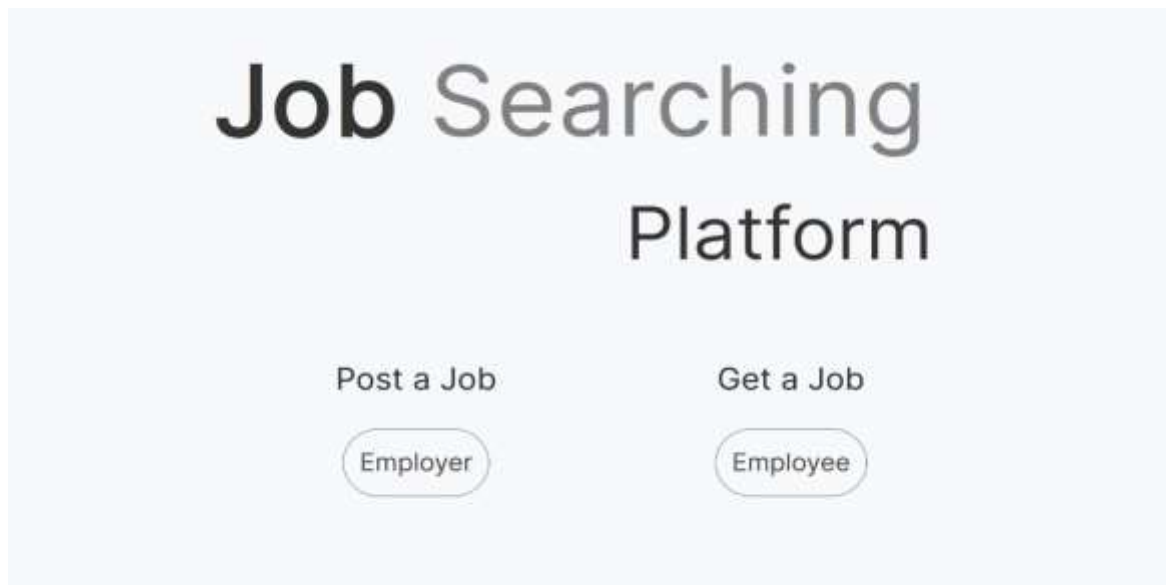 Job Searching
Platform
Post a Job
Get a Job
Employer
Employee